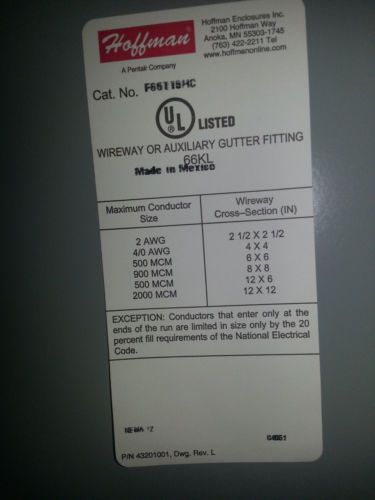 Hoffman
A Pentair Company
Hoffman Enclosures Inc.
2100 Hoffman Way
Anoka, MN 55303-1745
(763) 422-2211 Tel
www.hoffmanonline.com
Cat. No.
UL LISTED
WIREWAY OR AUXILIARY GUTTER FITTING
66KL
Made in Mexico
Maximum Conductor Size Wireway Cross-Section (IN)
2 AWG 2 1/2 X 2 1/2
4/0 AWG 4 X 4
500 MCM 6 X 6
900 MCM 8 X 8
500 MCM 12 X 6
2000 MCM 12 X 12
EXCEPTION: Conductors that enter only at the
ends of the run are limited in size only by the 20
percent fill requirements of the National Electrical
Code.
NEMA 12
P/N 43201001, Dwg. Rev. L